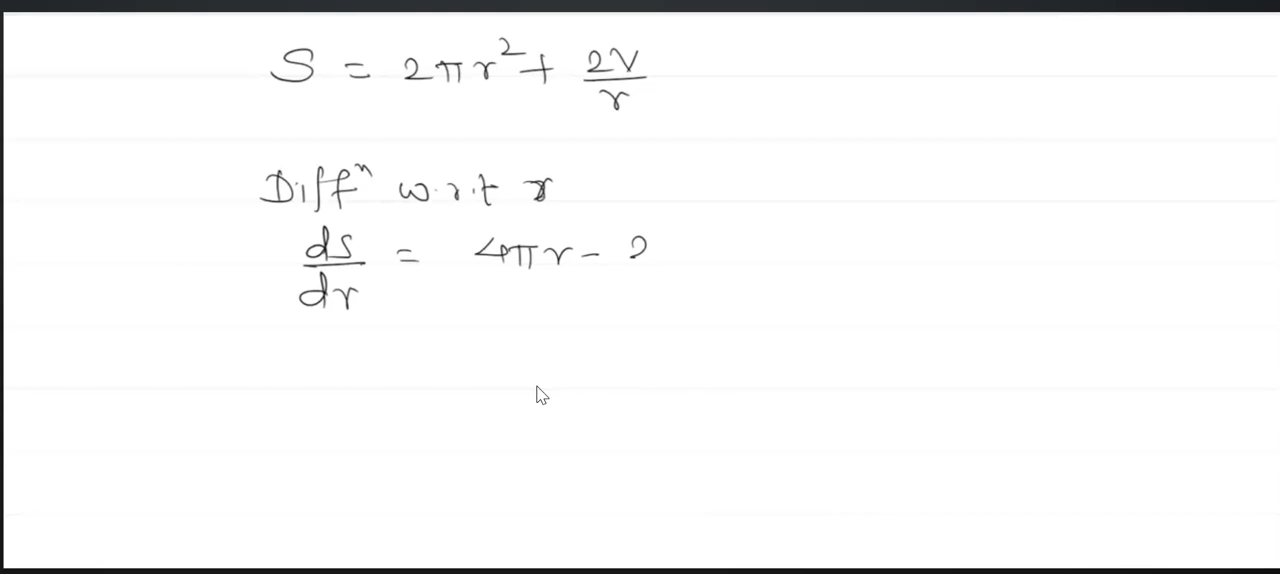 S = 2πr² + 2V/r
Diffⁿ w.r.t r
ds/dr = 4πr - 2